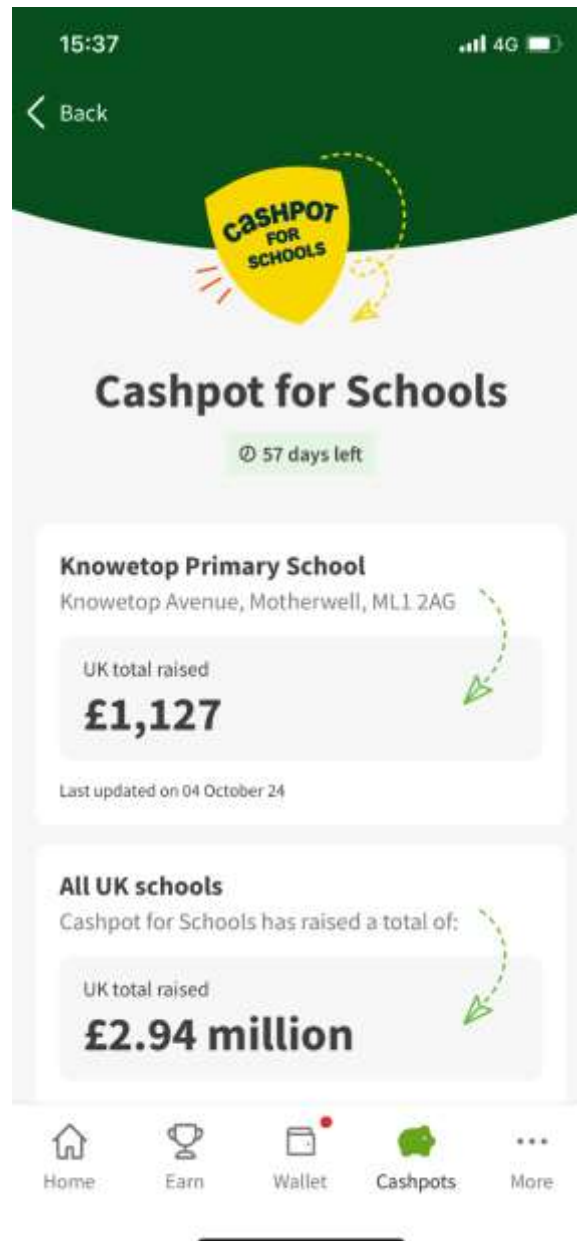 15:37
4G
Back
CASHPOT
FOR
SCHOOLS
Cashpot for Schools
57 days left
Knowetop Primary School
Knowetop Avenue, Motherwell, ML1 2AG
UK total raised
£1,127
Last updated on 04 October 24
All UK schools
Cashpot for Schools has raised a total of:
UK total raised
£2.94 million
Home Earn Wallet Cashpots More